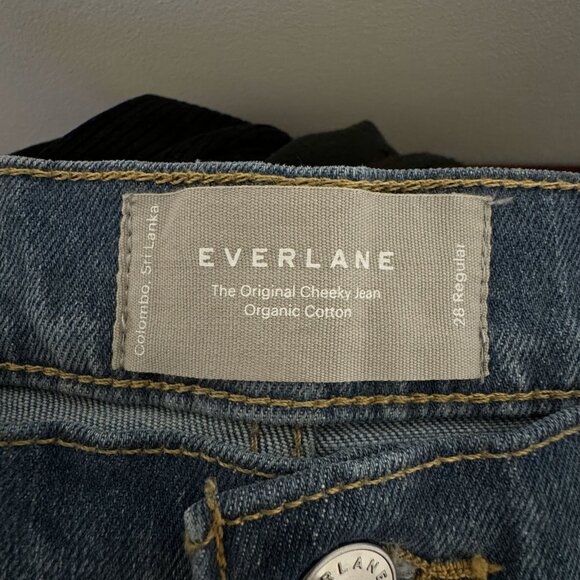 EVERLANE
The Original Cheeky Jean
Organic Cotton
Colombo, Sri Lanka
28 Regular